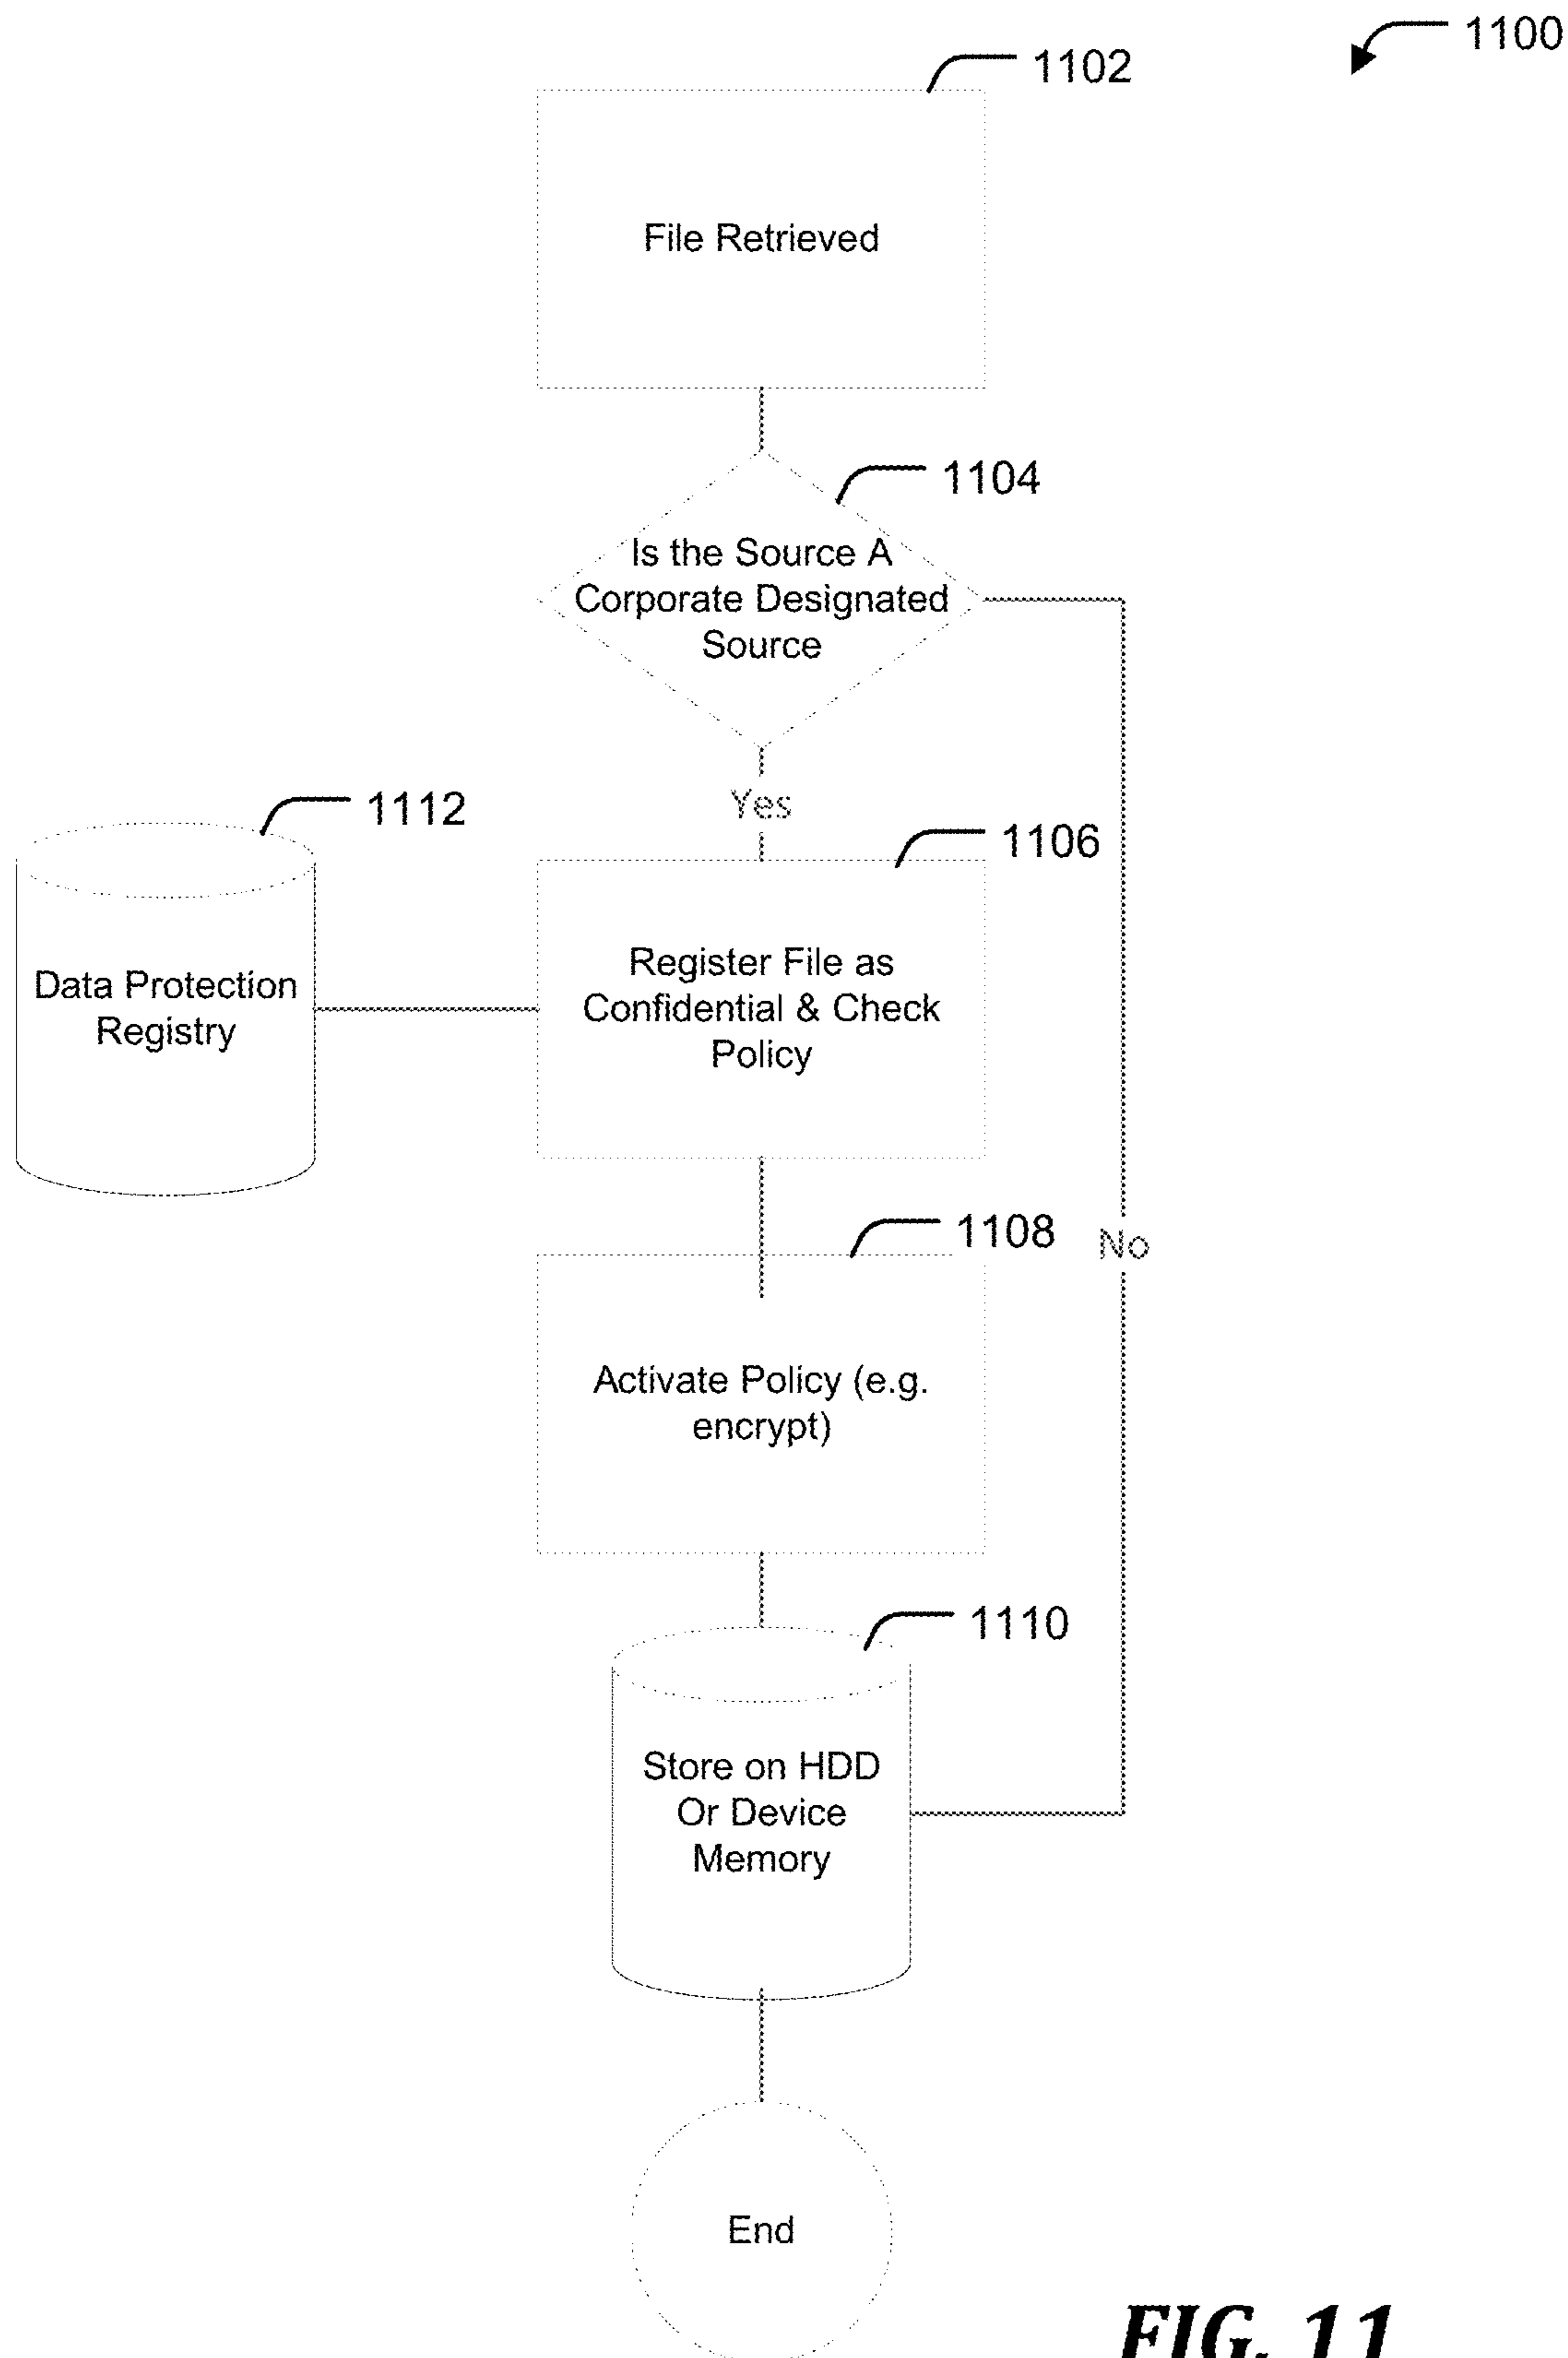 1100
1102
File Retrieved
1104
Is the Source A
Corporate Designated
Source
Yes
1112
1106
Data Protection
Registry
Register File as
Confidential & Check
Policy
1108
No
Activate Policy (e.g.
encrypt)
1110
Store on HDD
Or Device
Memory
End
FIG. 11